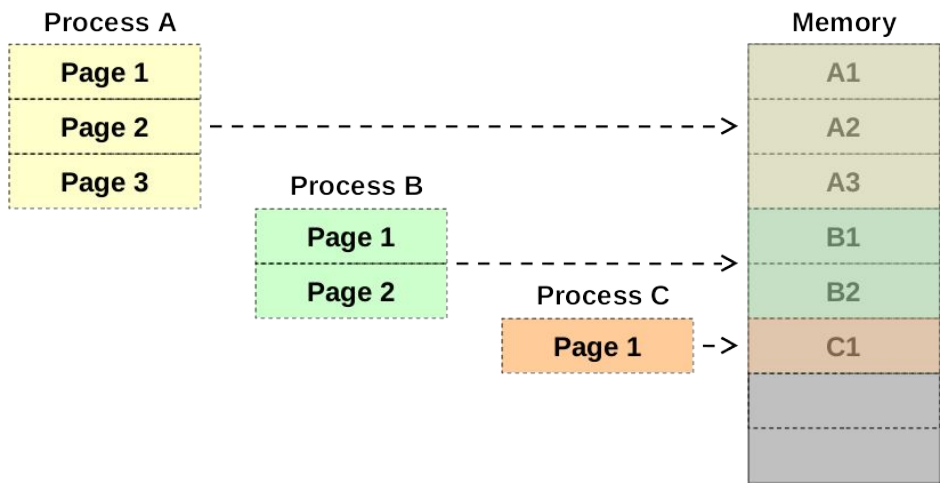 Process A
Page 1
Page 2
Page 3
Process B
Page 1
Page 2
Process C
Page 1
Memory
A1
A2
A3
B1
B2
C1